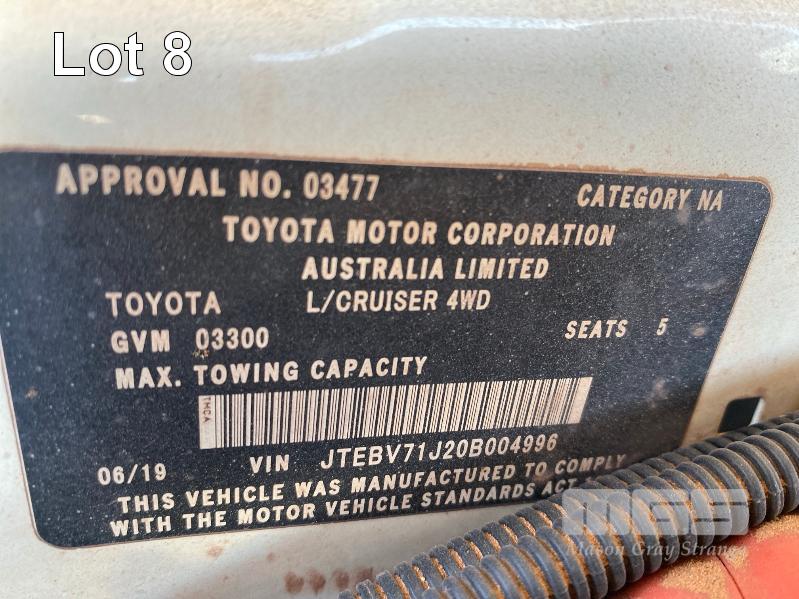 Lot 8
APPROVAL NO. 03477 CATEGORY NA
TOYOTA MOTOR CORPORATION
AUSTRALIA LIMITED
TOYOTA L/CRUISER 4WD
GVM 03300 SEATS 5
MAX. TOWING CAPACITY
TMCA
06/19 VIN JTEBV71J20B004996
THIS VEHICLE WAS MANUFACTURED TO COMPLY
WITH THE MOTOR VEHICLE STANDARDS ACT
MGS
Mason Gray Strange